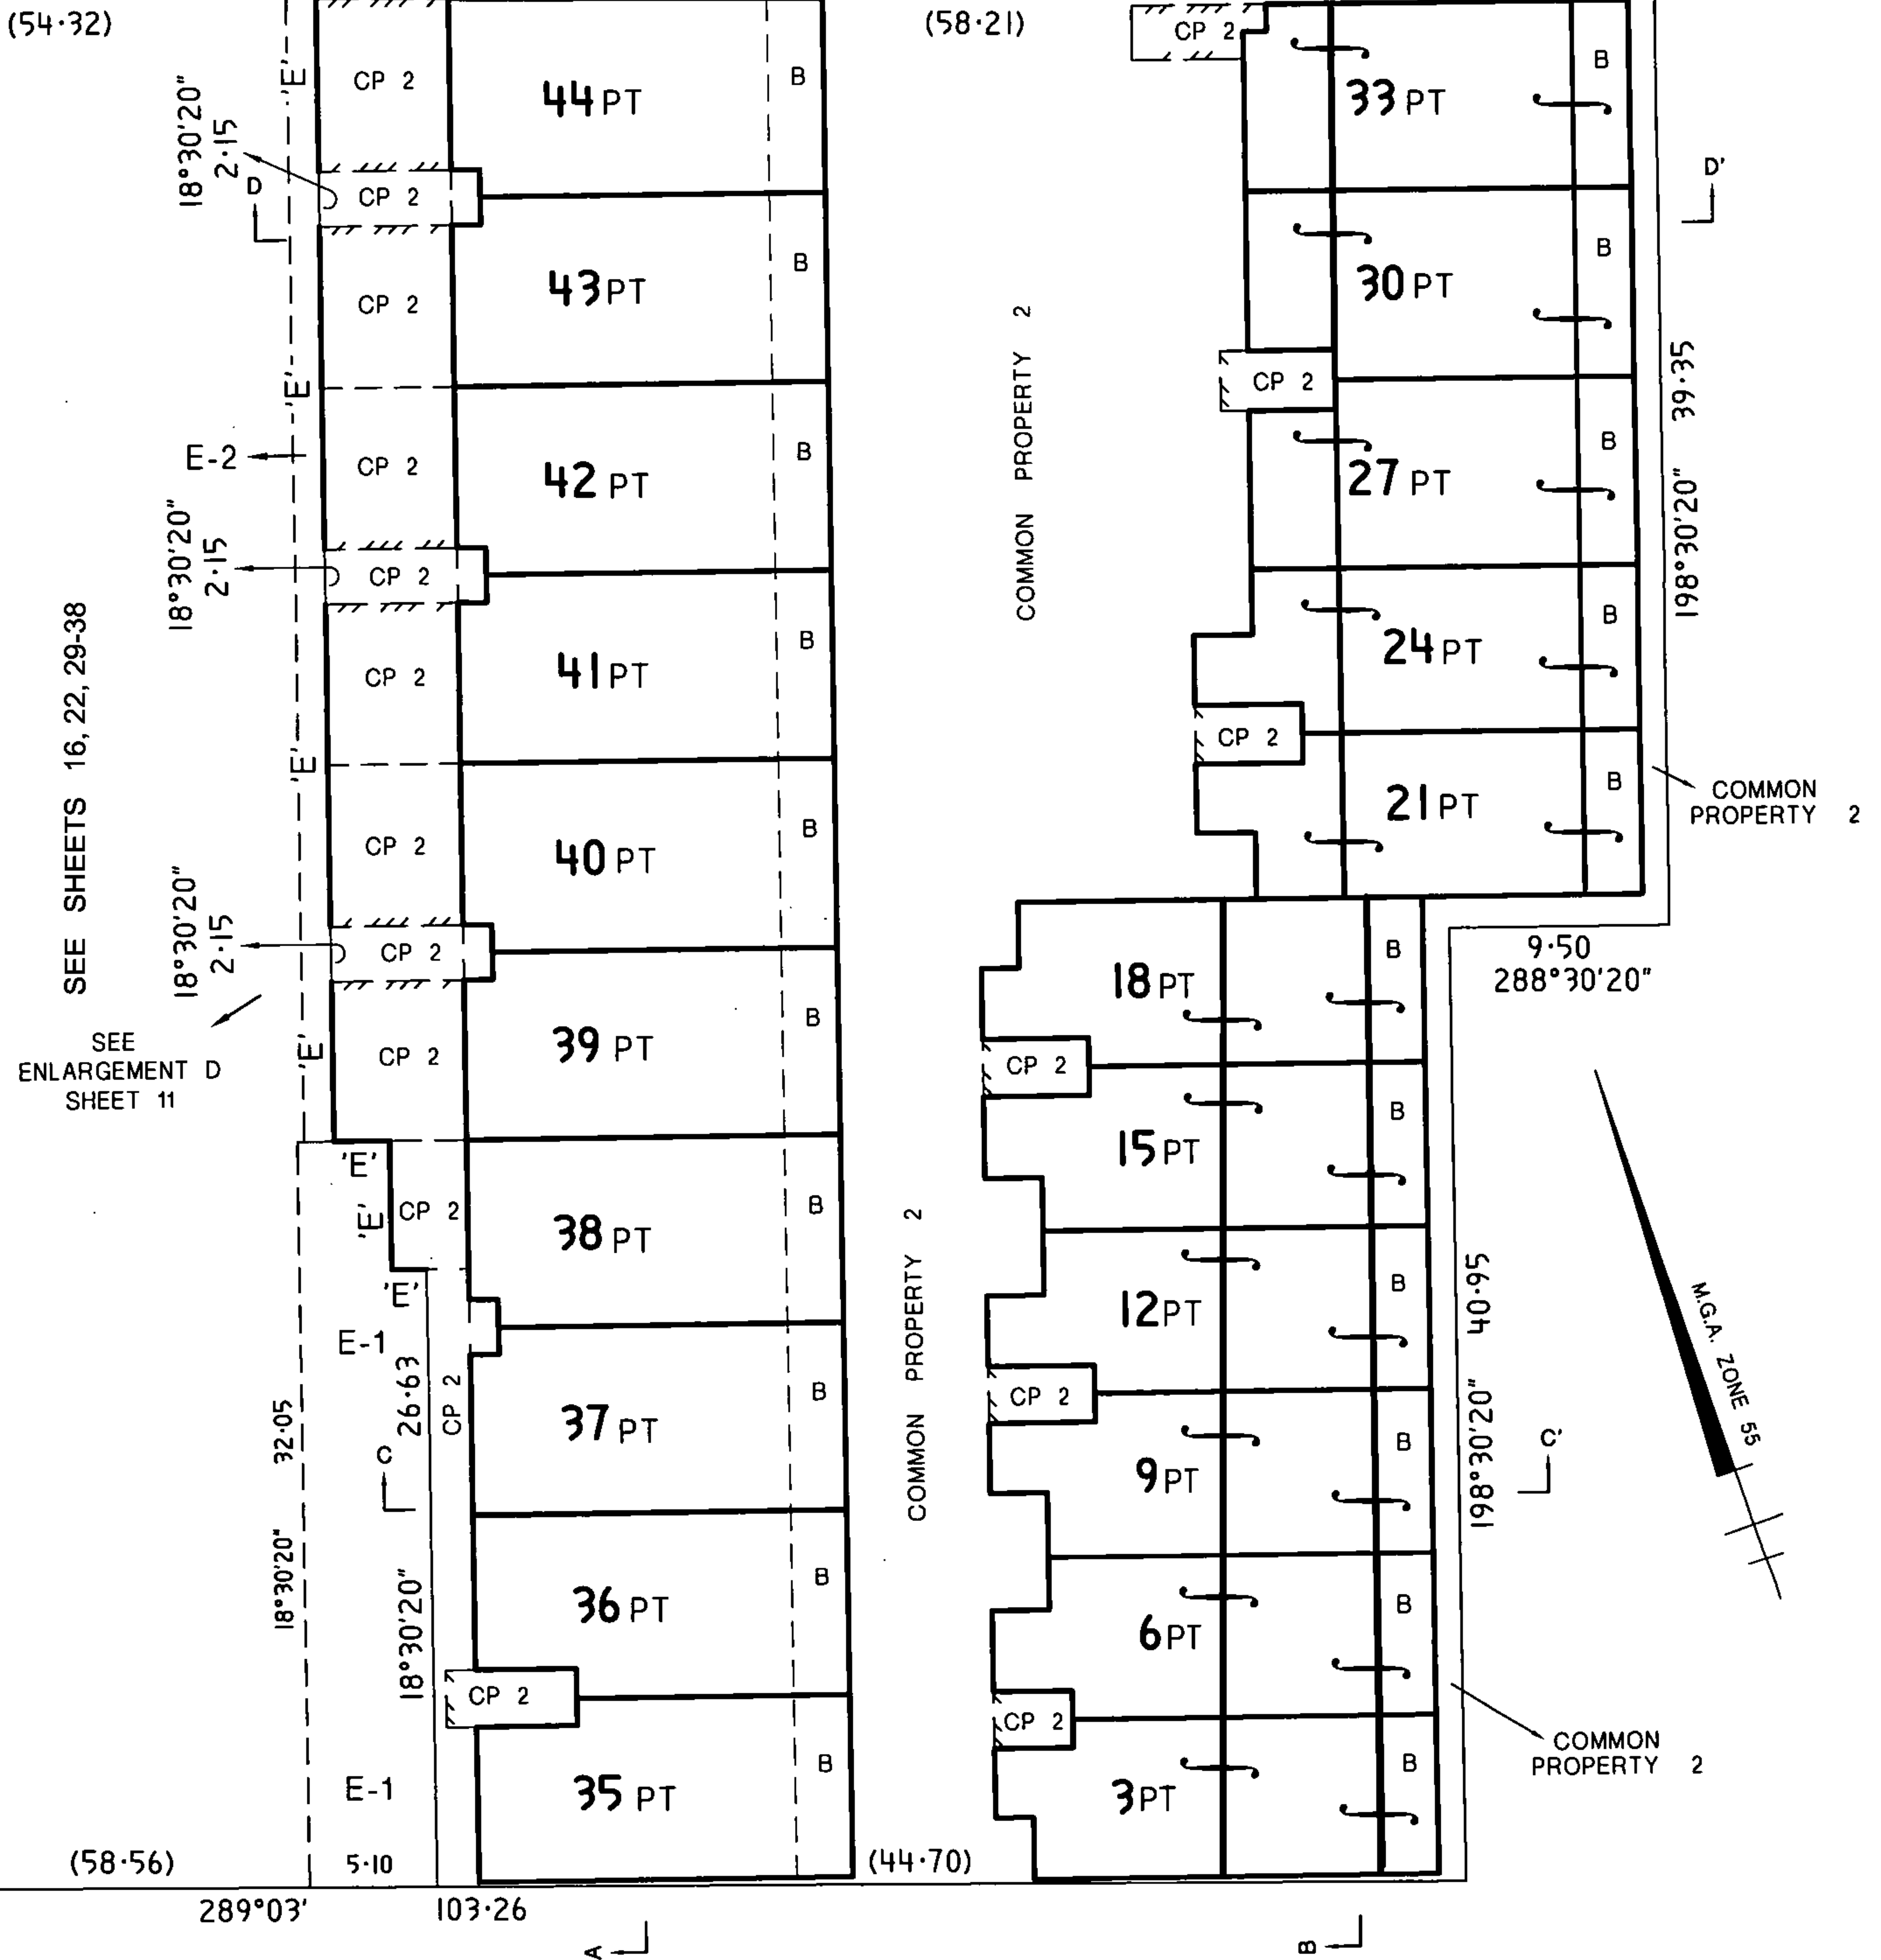 (54·32)
(58·21)
'E'
CP 2
44 PT
B
CP 2
33 PT
B
18°30'20"
2·15
D
CP 2
D'
'E'
CP 2
43 PT
B
30 PT
B
COMMON PROPERTY 2
CP 2
39·35
198°30'20"
E-2
CP 2
42 PT
B
27 PT
B
18°30'20"
2·15
CP 2
SEE SHEETS 16, 22, 29-38
'E'
CP 2
41 PT
B
24 PT
B
CP 2
COMMON
PROPERTY 2
CP 2
40 PT
B
21 PT
B
18°30'20"
2·15
CP 2
9·50
288°30'20"
18 PT
B
SEE
ENLARGEMENT D
SHEET 11
'E'
CP 2
39 PT
B
CP 2
15 PT
B
'E'
'E'
CP 2
38 PT
B
COMMON PROPERTY 2
'E'
E-1
12 PT
B
40·95
198°30'20"
M.G.A. ZONE 55
26·63
CP 2
37 PT
B
CP 2
32·05
18°30'20"
C
9 PT
B
C'
18°30'20"
36 PT
B
6 PT
B
CP 2
CP 2
COMMON
PROPERTY 2
E-1
35 PT
B
3 PT
B
(58·56)
5·10
(44·70)
289°03'
103·26
A
B